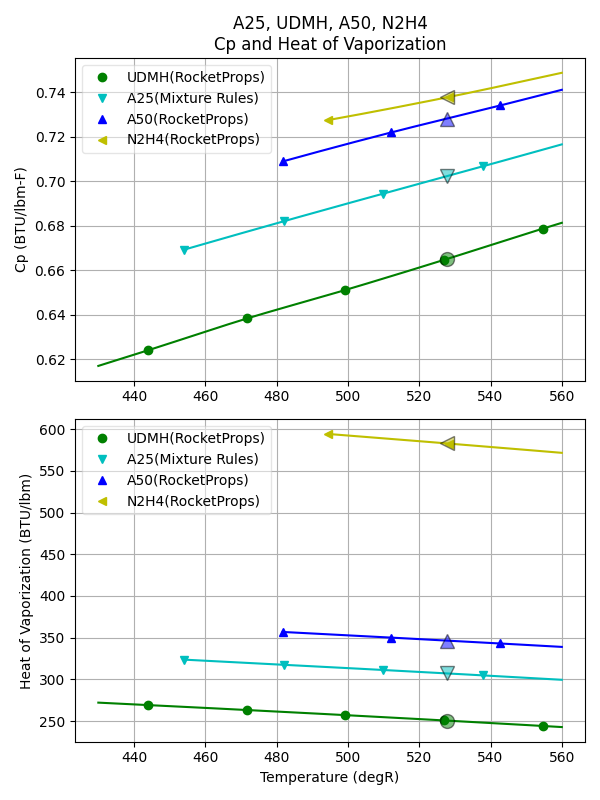 A25, UDMH, A50, N2H4
Cp and Heat of Vaporization
UDMH(RocketProps)
A25(Mixture Rules)
A50(RocketProps)
N2H4(RocketProps)
Cp (BTU/lbm-F)
0.74
0.72
0.70
0.68
0.66
0.64
0.62
440 460 480 500 520 540 560
UDMH(RocketProps)
A25(Mixture Rules)
A50(RocketProps)
N2H4(RocketProps)
Heat of Vaporization (BTU/lbm)
600
550
500
450
400
350
300
250
440 460 480 500 520 540 560
Temperature (degR)